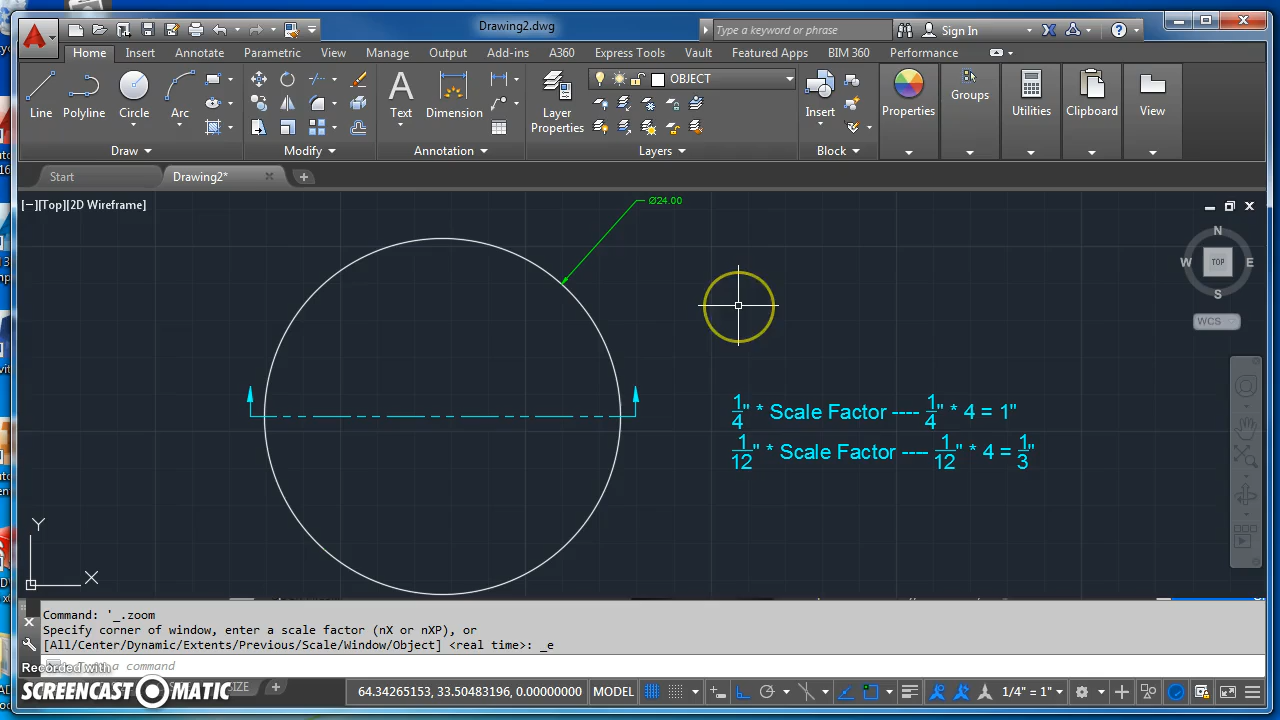 Drawing2.dwg
Type a keyword or phrase
Sign In
Home Insert Annotate Parametric View Manage Output Add-ins A360 Express Tools Vault Featured Apps BIM 360 Performance
OBJECT
Line Polyline Circle Arc Text Dimension Layer Properties Insert Properties Groups Utilities Clipboard View
Draw Modify Annotation Layers Block
Start Drawing2*
[−][Top][2D Wireframe]
Ø24.00
N
W TOP E
S
WCS
1/4" * Scale Factor ---- 1/4" * 4 = 1"
1/12" * Scale Factor ---- 1/12" * 4 = 1/3"
Y
X
Command: '_.zoom
Specify corner of window, enter a scale factor (nX or nXP), or
[All/Center/Dynamic/Extents/Previous/Scale/Window/Object] <real time>: _e
a command
Recorded with
SCREENCAST MATIC
SIZE
64.34265153, 33.50483196, 0.00000000 MODEL 1/4" = 1"